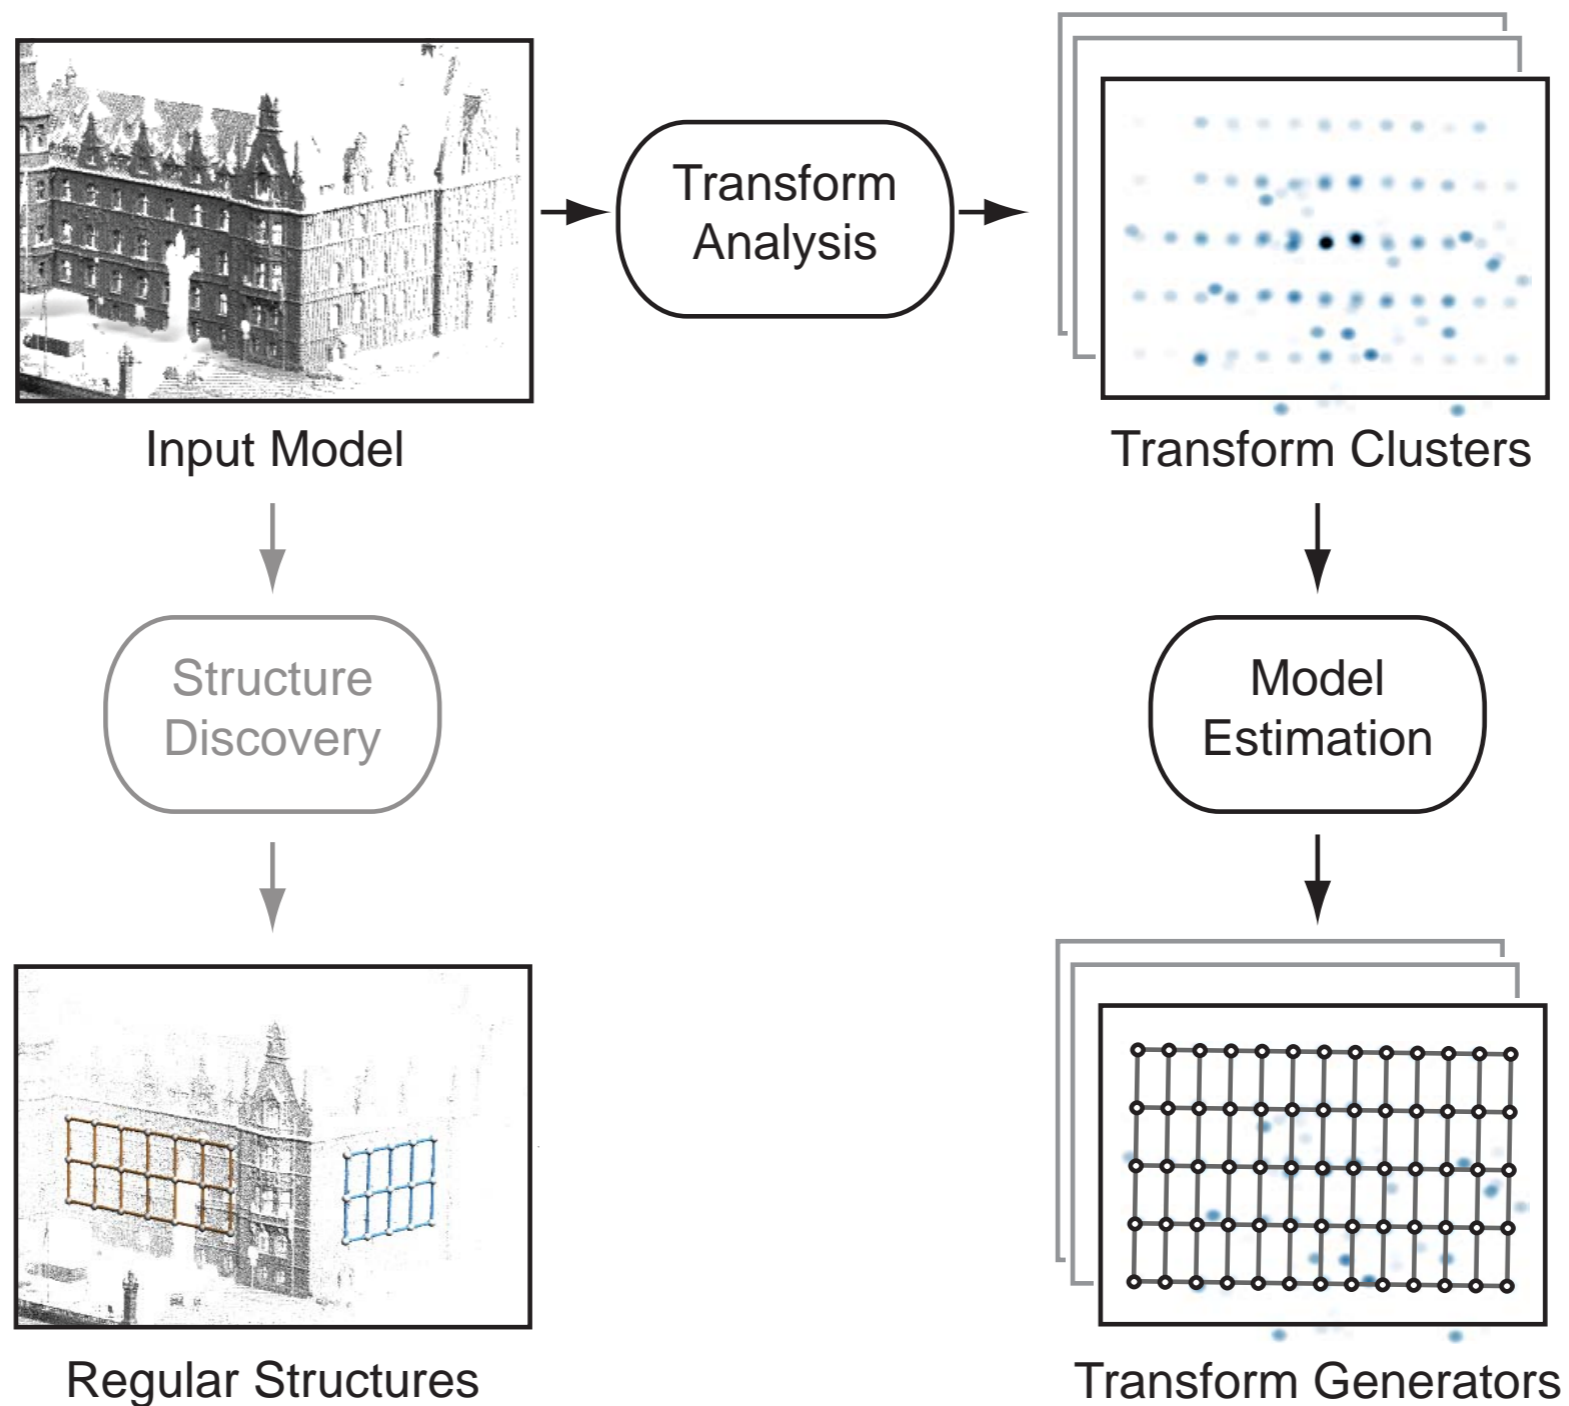 Transform
Analysis
Input Model
Transform Clusters
Structure
Discovery
Model
Estimation
Regular Structures
Transform Generators